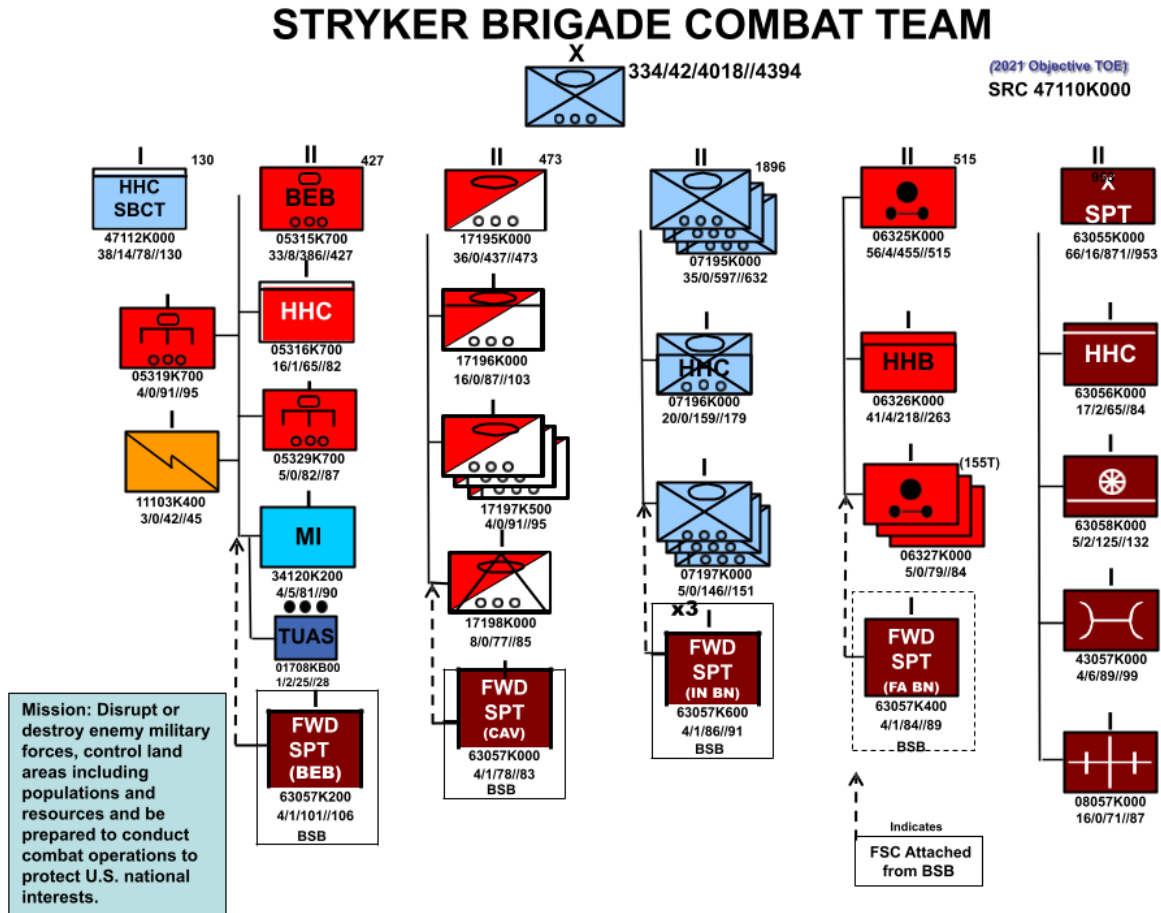 STRYKER BRIGADE COMBAT TEAM
X
334/42/4018//4394
(2021 Objective TOE)
SRC 47110K000
I
130
HHC
SBCT
47112K000
38/14/78//130
II
427
BEB
05315K700
33/8/386//427
I
HHC
05316K700
16/1/65//82
I
05319K700
4/0/91//95
I
05329K700
5/0/82//87
I
11103K400
3/0/42//45
I
MI
34120K200
4/5/81//90
TUAS
01708KB00
1/2/25//28
I
FWD
SPT
(BEB)
63057K200
4/1/101//106
BSB
II
473
17195K000
36/0/437//473
I
17196K000
16/0/87//103
I
17197K500
4/0/91//95
I
17198K000
8/0/77//85
I
FWD
SPT
(CAV)
63057K000
4/1/78//83
BSB
II
1896
07195K000
35/0/597//632
I
HHC
07196K000
20/0/159//179
I
07197K000
5/0/146//151
x3
I
FWD
SPT
(IN BN)
63057K600
4/1/86//91
BSB
II
515
06325K000
56/4/455//515
I
HHB
06326K000
41/4/218//263
I
(155T)
06327K000
5/0/79//84
I
FWD
SPT
(FA BN)
63057K400
4/1/84//89
BSB
Indicates
FSC Attached
from BSB
II
X
SPT
63055K000
66/16/871//953
I
HHC
63056K000
17/2/65//84
I
63058K000
5/2/125//132
I
43057K000
4/6/89//99
I
08057K000
16/0/71//87
Mission: Disrupt or
destroy enemy military
forces, control land
areas including
populations and
resources and be
prepared to conduct
combat operations to
protect U.S. national
interests.